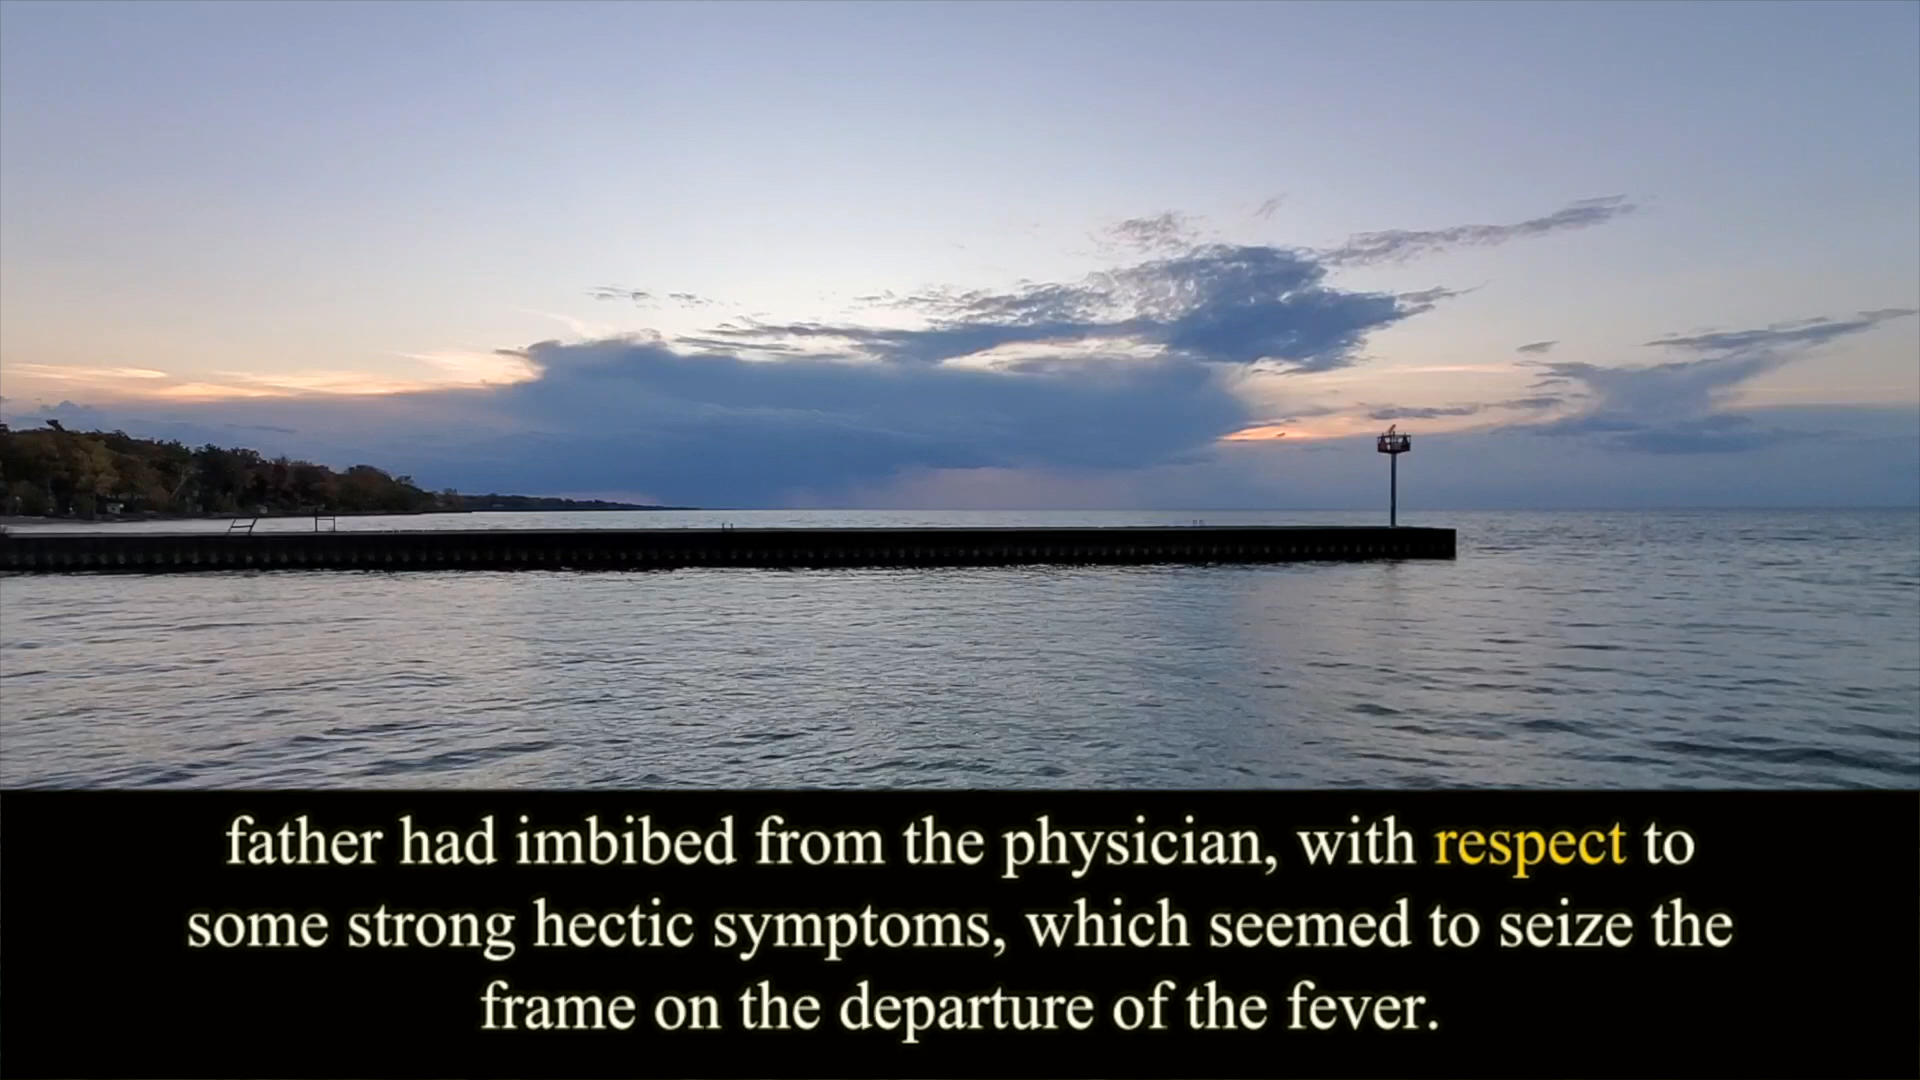 father had imbibed from the physician, with respect to
some strong hectic symptoms, which seemed to seize the
frame on the departure of the fever.